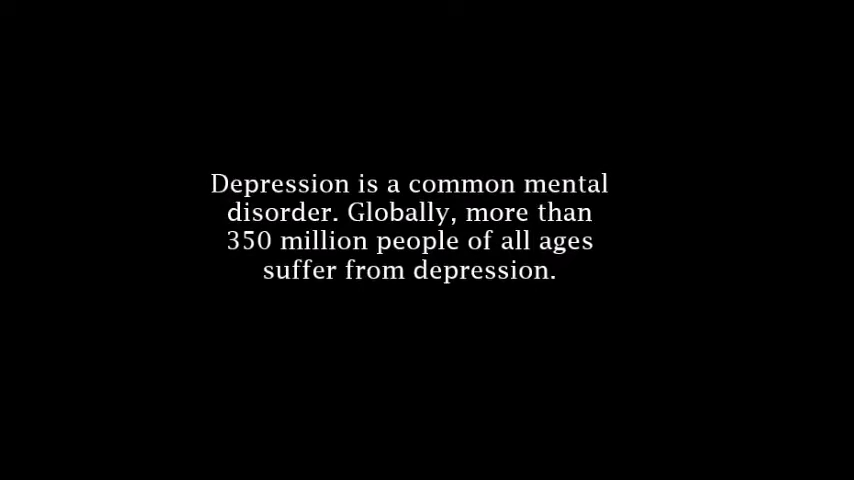 Depression is a common mental
disorder. Globally, more than
350 million people of all ages
suffer from depression.